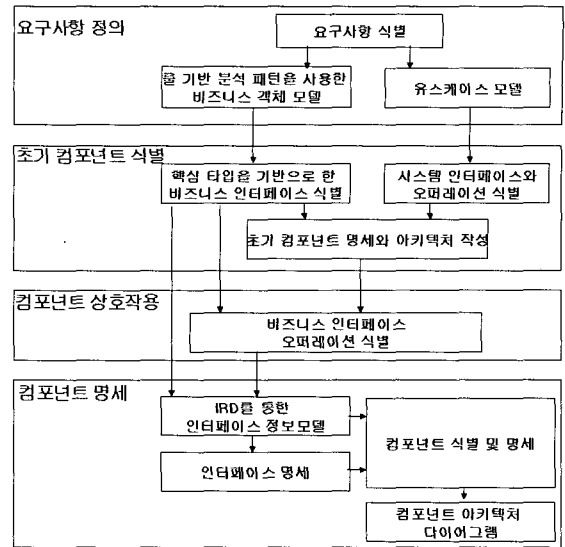 요구사항 정의
요구사항 식별
룰 기반 분석 패턴을 사용한
비즈니스 객체 모델
유스케이스 모델
초기 컴포넌트 식별
핵심 타입을 기반으로 한
비즈니스 인터페이스 식별
시스템 인터페이스와
오퍼레이션 식별
초기 컴포넌트 명세와 아키텍처 작성
컴포넌트 상호작용
비즈니스 인터페이스
오퍼레이션 식별
컴포넌트 명세
IRD를 통한
인터페이스 정보모델
컴포넌트 식별 및 명세
인터페이스 명세
컴포넌트 아키텍처
다이어그램